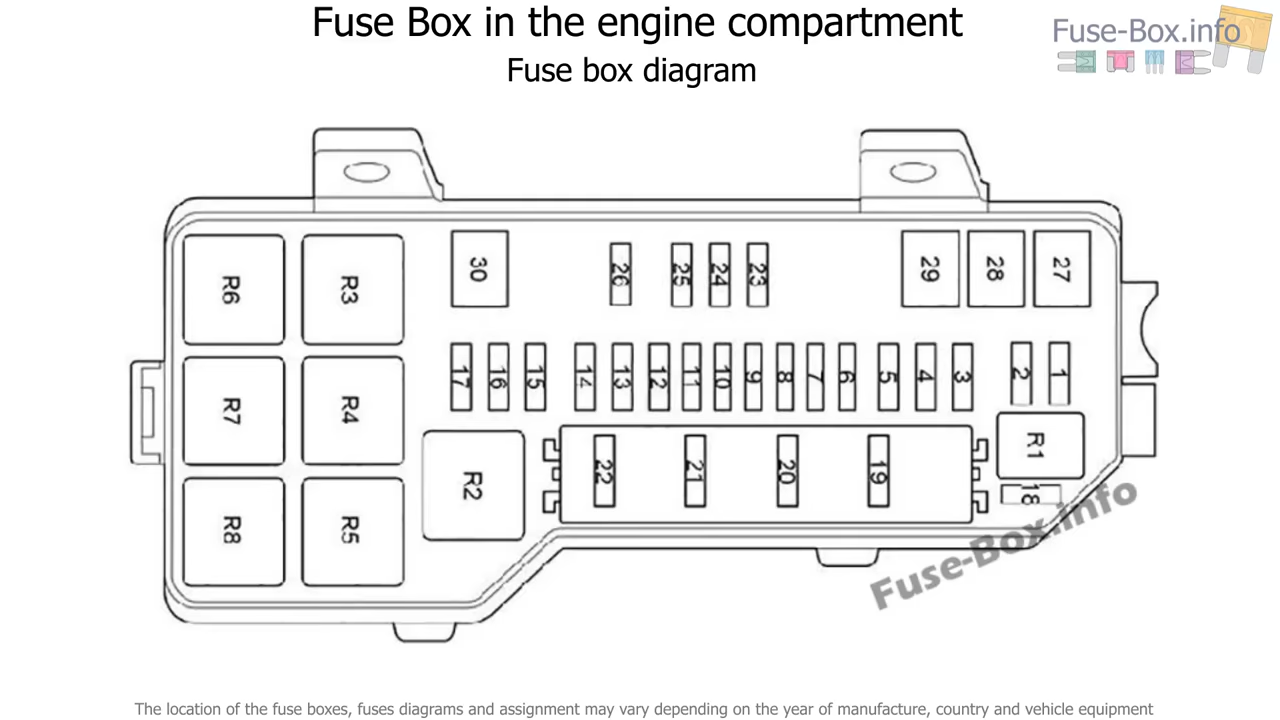 Fuse Box in the engine compartment
Fuse box diagram
Fuse-Box.info
R6 R3 30 26 25 24 23 29 28 27
17 16 15 14 13 12 11 10 9 8 7 6 5 4 3 2 1
R7 R4
R2 22 21 20 19 R1
18
R8 R5
Fuse-Box.info
The location of the fuse boxes, fuses diagrams and assignment may vary depending on the year of manufacture, country and vehicle equipment